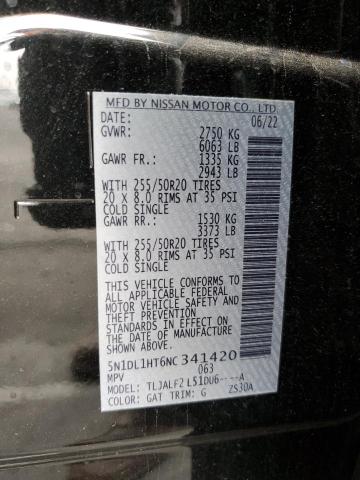 MFD BY NISSAN MOTOR CO., LTD.
DATE: 06/22
GVWR: 2750 KG
6063 LB
GAWR FR.: 1335 KG
2943 LB
WITH 255/50R20 TIRES
20 X 8.0 RIMS AT 35 PSI
COLD SINGLE
GAWR RR.: 1530 KG
3373 LB
WITH 255/50R20 TIRES
20 X 8.0 RIMS AT 35 PSI
COLD SINGLE
THIS VEHICLE CONFORMS TO
ALL APPLICABLE FEDERAL
MOTOR VEHICLE SAFETY AND
STANDARDS IN EFFECT ON THE
DATE OF MANUFACTURE SHOWN
ABOVE.
5N1DL1HT6NC341420
MPV 063
MODEL: TLJALF2 L51DU6----A
COLOR: GAT TRIM: G ZS30A